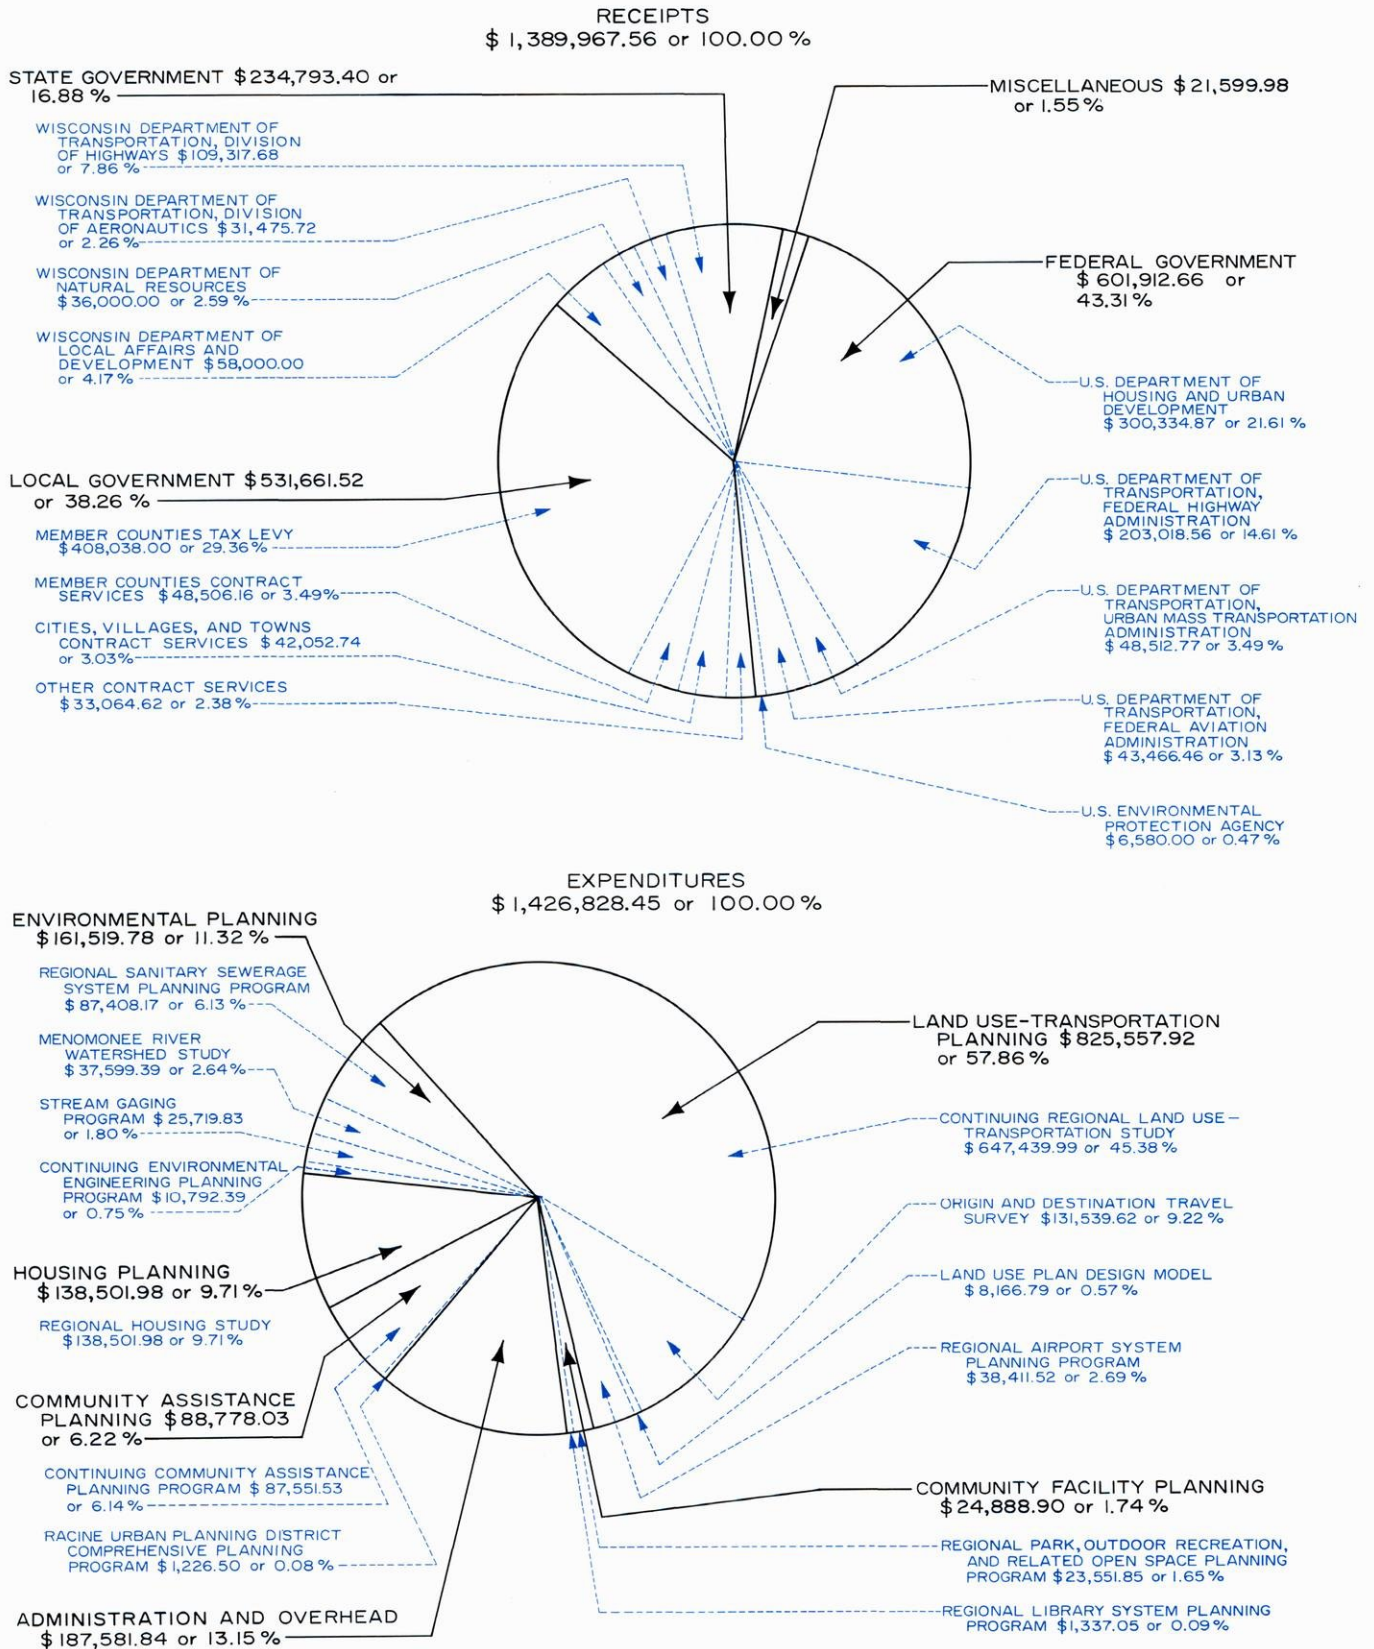 RECEIPTS
$ 1,389,967.56 or 100.00 %
STATE GOVERNMENT $ 234,793.40 or
16.88 %
WISCONSIN DEPARTMENT OF
TRANSPORTATION, DIVISION
OF HIGHWAYS $109,317.68
or 7.86 %
WISCONSIN DEPARTMENT OF
TRANSPORTATION, DIVISION
OF AERONAUTICS $31,475.72
or 2.26 %
WISCONSIN DEPARTMENT OF
NATURAL RESOURCES
$ 36,000.00 or 2.59 %
WISCONSIN DEPARTMENT OF
LOCAL AFFAIRS AND
DEVELOPMENT $58,000.00
or 4.17 %
LOCAL GOVERNMENT $ 531,661.52
or 38.26 %
MEMBER COUNTIES TAX LEVY
$408,038.00 or 29.36%
MEMBER COUNTIES CONTRACT
SERVICES $48,506.16 or 3.49%
CITIES, VILLAGES, AND TOWNS
CONTRACT SERVICES $ 42,052.74
or 3.03%
OTHER CONTRACT SERVICES
$33,064.62 or 2.38%
MISCELLANEOUS $ 21,599.98
or 1.55 %
FEDERAL GOVERNMENT
$ 601,912.66 or
43.31 %
U.S. DEPARTMENT OF
HOUSING AND URBAN
DEVELOPMENT
$ 300,334.87 or 21.61 %
U.S. DEPARTMENT OF
TRANSPORTATION,
FEDERAL HIGHWAY
ADMINISTRATION
$ 203,018.56 or 14.61 %
U.S. DEPARTMENT OF
TRANSPORTATION,
URBAN MASS TRANSPORTATION
ADMINISTRATION
$ 48,512.77 or 3.49 %
U.S. DEPARTMENT OF
TRANSPORTATION,
FEDERAL AVIATION
ADMINISTRATION
$ 43,466.46 or 3.13 %
U.S. ENVIRONMENTAL
PROTECTION AGENCY
$6,580.00 or 0.47 %
EXPENDITURES
$ 1,426,828.45 or 100.00 %
ENVIRONMENTAL PLANNING
$161,519.78 or 11.32 %
REGIONAL SANITARY SEWERAGE
SYSTEM PLANNING PROGRAM
$ 87,408.17 or 6.13 %
MENOMONEE RIVER
WATERSHED STUDY
$ 37,599.39 or 2.64%
STREAM GAGING
PROGRAM $ 25,719.83
or 1.80 %
CONTINUING ENVIRONMENTAL
ENGINEERING PLANNING
PROGRAM $10,792.39
or 0.75 %
HOUSING PLANNING
$138,501.98 or 9.71 %
REGIONAL HOUSING STUDY
$138,501.98 or 9.71 %
COMMUNITY ASSISTANCE
PLANNING $88,778.03
or 6.22 %
CONTINUING COMMUNITY ASSISTANCE
PLANNING PROGRAM $ 87,551.53
or 6.14 %
RACINE URBAN PLANNING DISTRICT
COMPREHENSIVE PLANNING
PROGRAM $1,226.50 or 0.08 %
ADMINISTRATION AND OVERHEAD
$187,581.84 or 13.15 %
LAND USE-TRANSPORTATION
PLANNING $ 825,557.92
or 57.86 %
CONTINUING REGIONAL LAND USE-
TRANSPORTATION STUDY
$ 647,439.99 or 45.38 %
ORIGIN AND DESTINATION TRAVEL
SURVEY $131,539.62 or 9.22 %
LAND USE PLAN DESIGN MODEL
$ 8,166.79 or 0.57 %
REGIONAL AIRPORT SYSTEM
PLANNING PROGRAM
$ 38,411.52 or 2.69 %
COMMUNITY FACILITY PLANNING
$24,888.90 or 1.74 %
REGIONAL PARK, OUTDOOR RECREATION,
AND RELATED OPEN SPACE PLANNING
PROGRAM $23,551.85 or 1.65%
REGIONAL LIBRARY SYSTEM PLANNING
PROGRAM $1,337.05 or 0.09 %